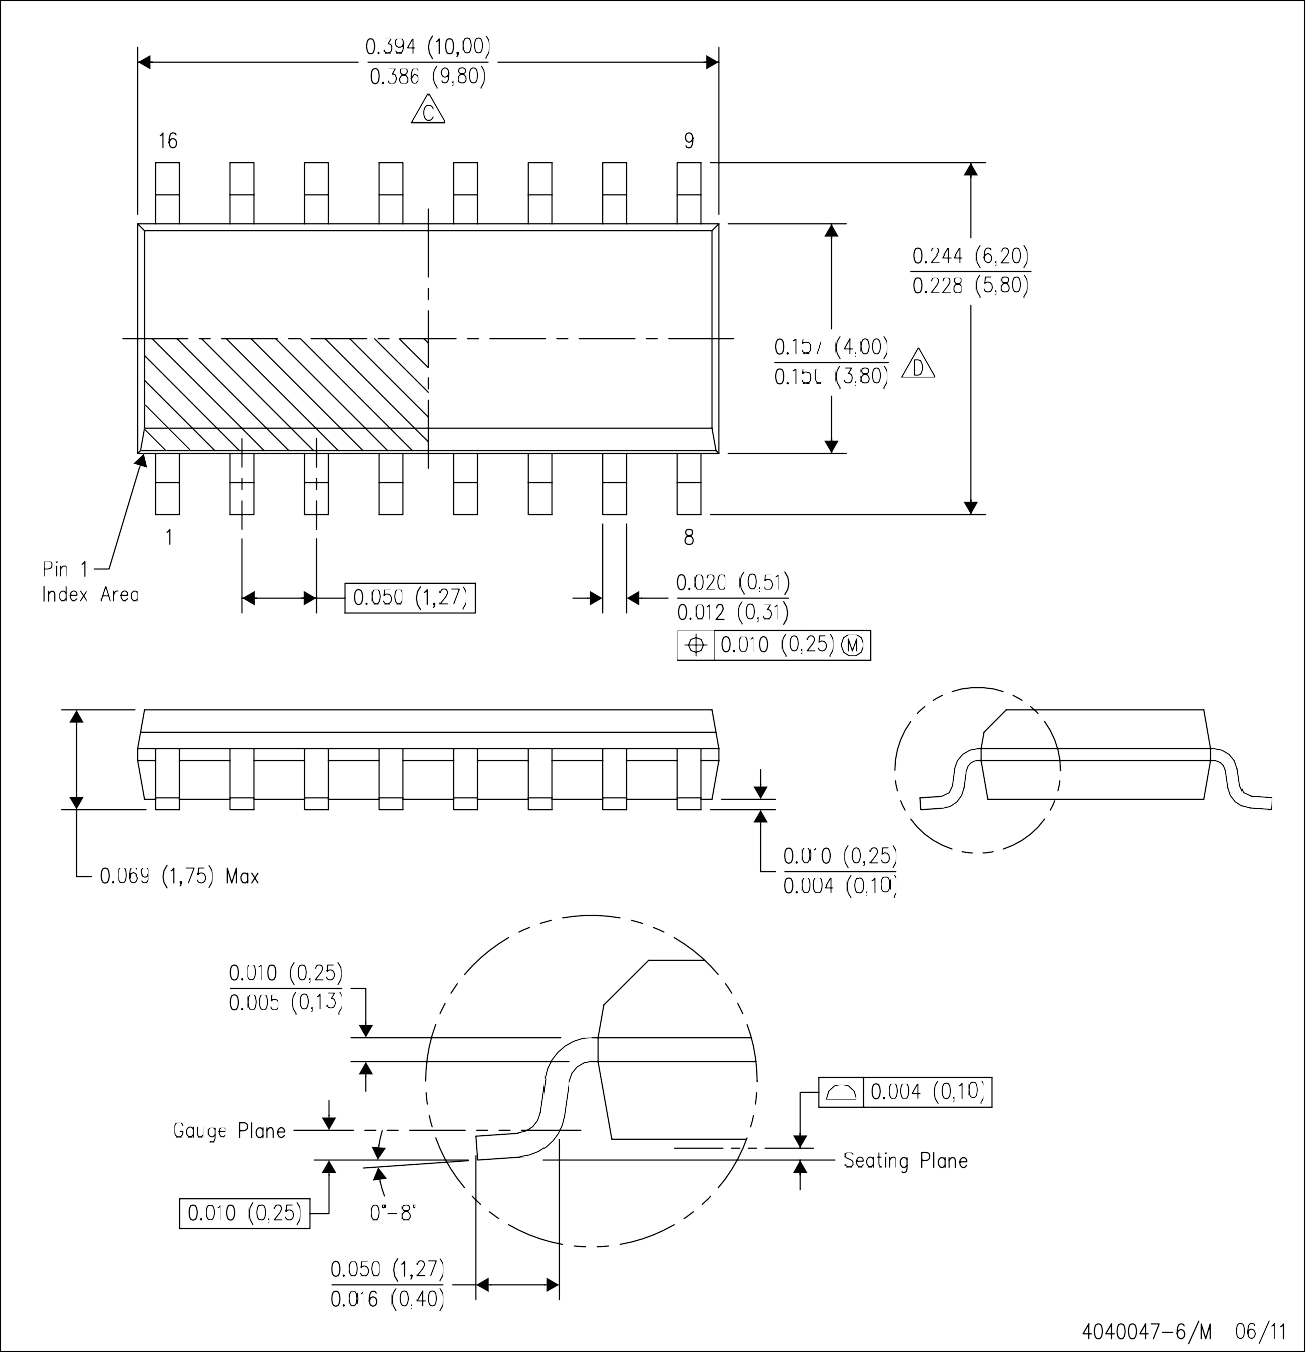 0.394 (10,00)
0.386 (9,80)
C
16
9
0.244 (6,20)
0.228 (5,80)
0.157 (4,00)
0.150 (3,80)
D
1
8
Pin 1
Index Area
0.050 (1,27)
0.020 (0,51)
0.012 (0,31)
⌖ 0.010 (0,25) Ⓜ
0.069 (1,75) Max
0.010 (0,25)
0.004 (0,10)
0.010 (0,25)
0.005 (0,13)
0.004 (0,10)
Gauge Plane
Seating Plane
0.010 (0,25)
0°–8°
0.050 (1,27)
0.016 (0,40)
4040047-6/M 06/11